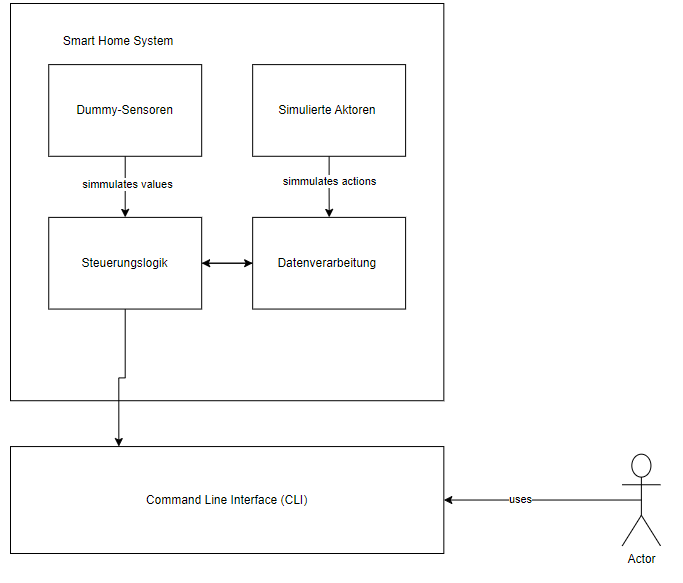 Smart Home System
Dummy-Sensoren
Simulierte Aktoren
simmulates values
simmulates actions
Steuerungslogik
Datenverarbeitung
Command Line Interface (CLI)
uses
Actor